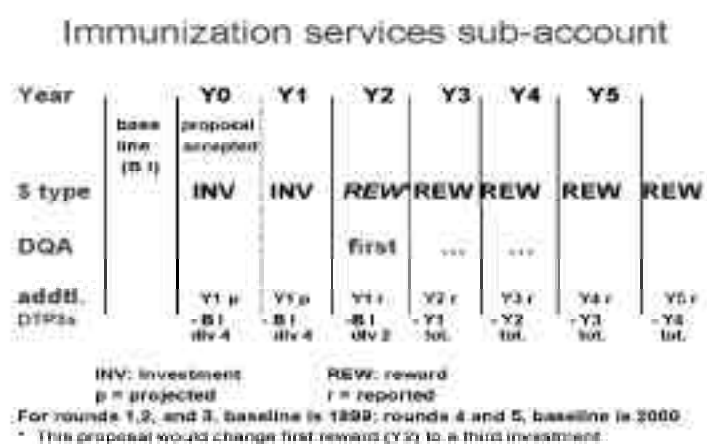 Immunization services sub-account
Year Y0 Y1 Y2 Y3 Y4 Y5
base proposal
line accepted
(B l)
$ type INV INV REW* REW REW REW REW
DQA first ... ...
addtl. Y1 p Y1 p Y1 r Y2 r Y3 r Y4 r Y5 r
DTP3s - B l - B l - B l - Y1 - Y2 - Y3 - Y4
div 4 div 4 div 2 tot. tot. tot. tot.
INV: investment REW: reward
p = projected r = reported
For rounds 1,2, and 3, baseline is 1999; rounds 4 and 5, baseline is 2000
* This proposal would change first reward (Y2) to a third investment